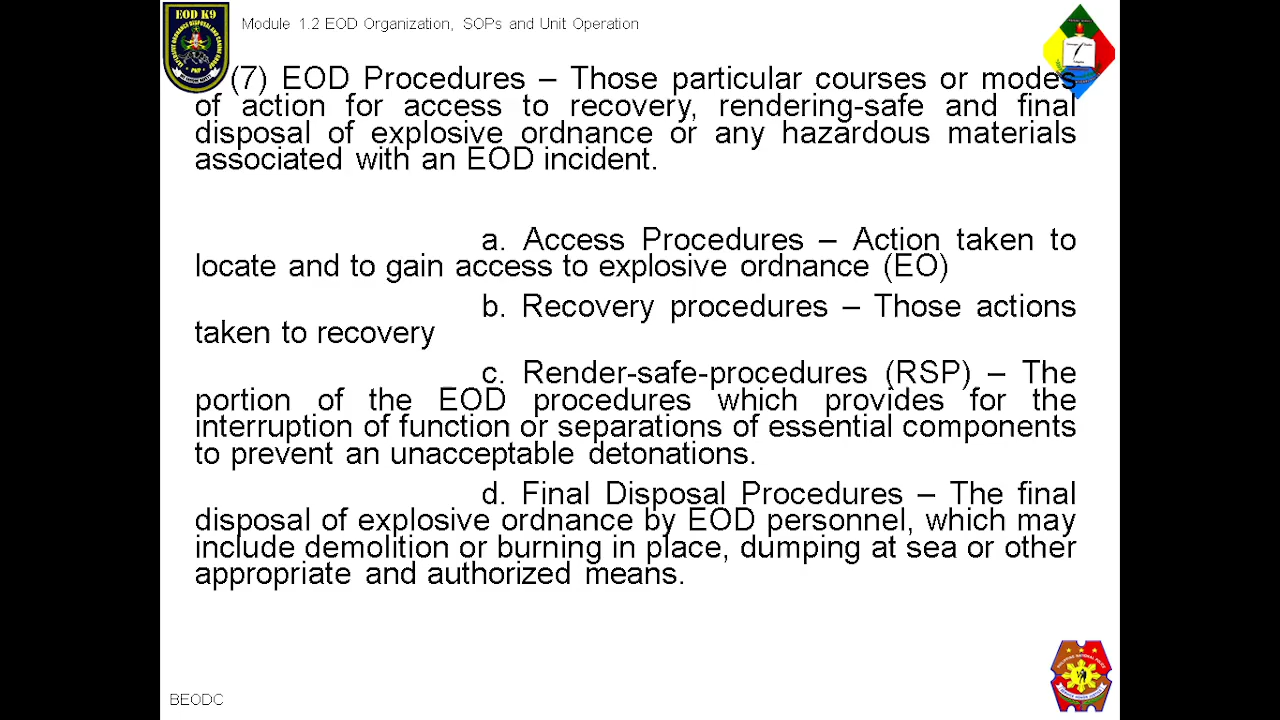 EOD K9
Module 1.2 EOD Organization, SOPs and Unit Operation
(7) EOD Procedures – Those particular courses or modes
of action for access to recovery, rendering-safe and final
disposal of explosive ordnance or any hazardous materials
associated with an EOD incident.
a. Access Procedures – Action taken to
locate and to gain access to explosive ordnance (EO)
b. Recovery procedures – Those actions
taken to recovery
c. Render-safe-procedures (RSP) – The
portion of the EOD procedures which provides for the
interruption of function or separations of essential components
to prevent an unacceptable detonations.
d. Final Disposal Procedures – The final
disposal of explosive ordnance by EOD personnel, which may
include demolition or burning in place, dumping at sea or other
appropriate and authorized means.
BEODC